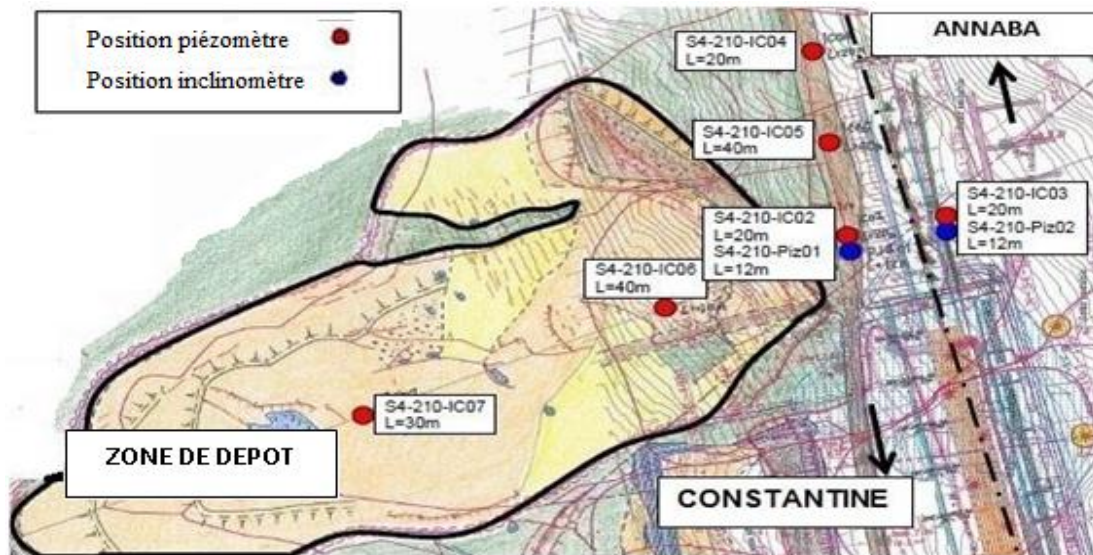 Position piézomètre
Position inclinomètre
S4-210-IC04
L=20m
ANNABA
S4-210-IC05
L=40m
S4-210-IC03
L=20m
S4-210-Piz02
L=12m
S4-210-IC02
L=20m
S4-210-Piz01
L=12m
S4-210-IC06
L=40m
S4-210-IC07
L=30m
ZONE DE DEPOT
CONSTANTINE